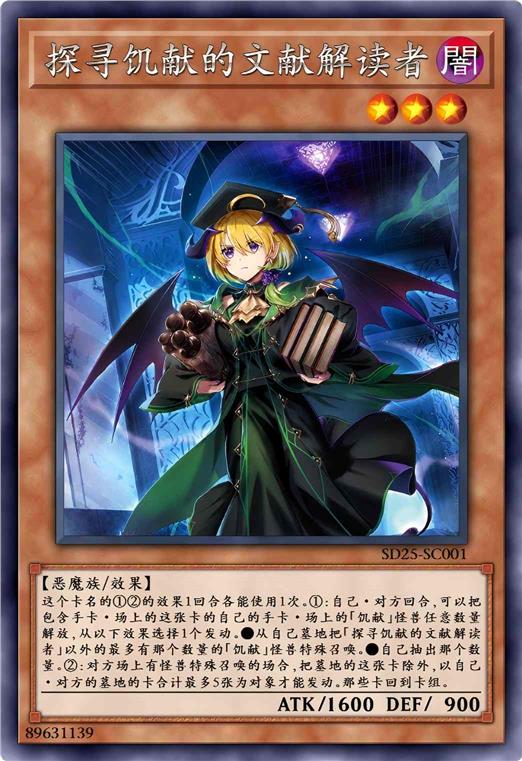 探寻饥献的文献解读者
闇
SD25-SC001
【恶魔族/效果】
这个卡名的①②的效果1回合各能使用1次。①:自己・对方回合,可以把
包含手卡・场上的这张卡的自己的手卡・场上的「饥献」怪兽任意数量
解放,从以下效果选择1个发动。●从自己墓地把「探寻饥献的文献解读
者」以外的最多有那个数量的「饥献」怪兽特殊召唤。●自己抽出那个数
量。②:对方场上有怪兽特殊召唤的场合,把墓地的这张卡除外,以自己
・对方的墓地的卡合计最多5张为对象才能发动。那些卡回到卡组。
ATK/1600 DEF/ 900
89631139